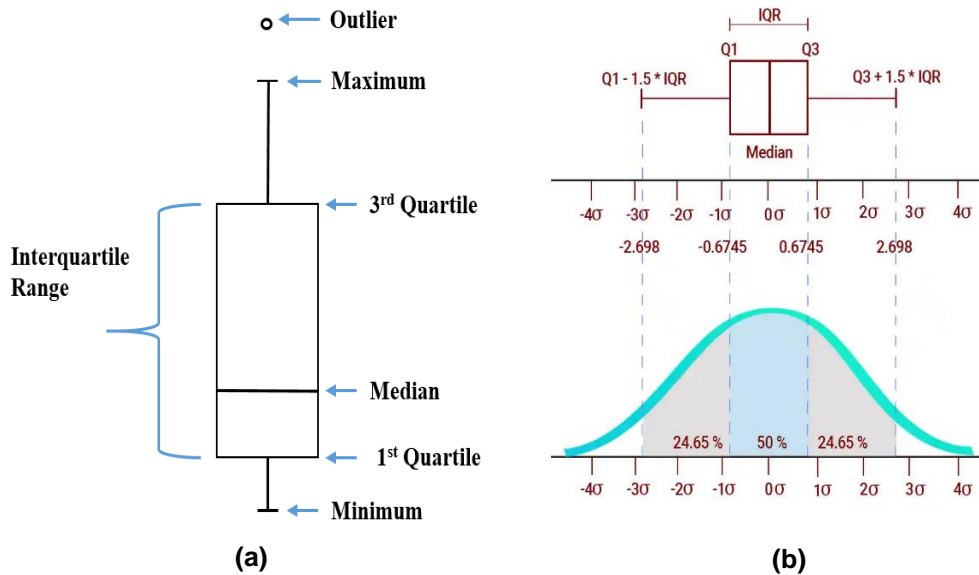 Outlier
Maximum
3rd Quartile
Interquartile
Range
Median
1st Quartile
Minimum
(a)
IQR
Q1 Q3
Q1 - 1.5 * IQR Q3 + 1.5 * IQR
Median
-4σ -3σ -2σ -1σ 0σ 1σ 2σ 3σ 4σ
-2.698 -0.6745 0.6745 2.698
24.65 % 50 % 24.65 %
-4σ -3σ -2σ -1σ 0σ 1σ 2σ 3σ 4σ
(b)